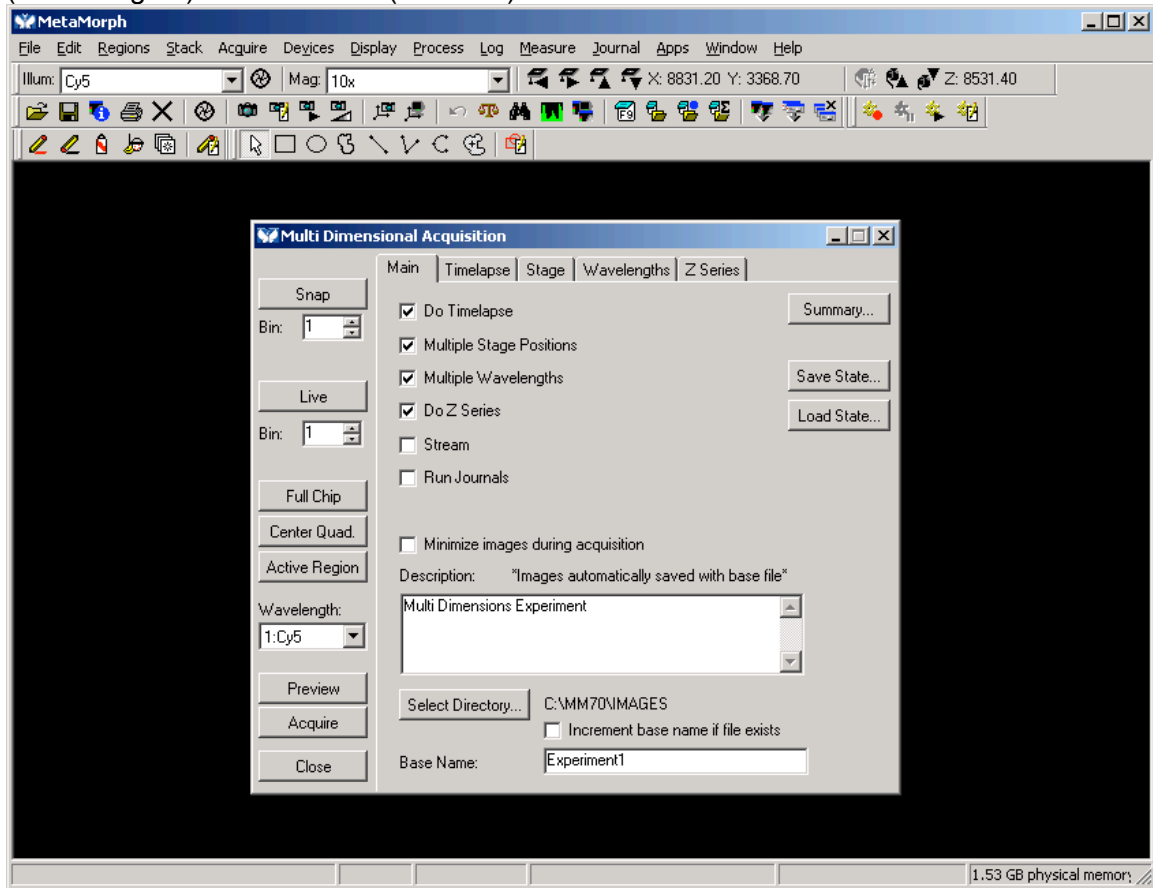 MetaMorph
File Edit Regions Stack Acquire Devices Display Process Log Measure Journal Apps Window Help
Illum: Cy5 Mag: 10x X: 8831.20 Y: 3368.70 Z: 8531.40
F9
Multi Dimensional Acquisition
Main Timelapse Stage Wavelengths Z Series
Snap
Bin: 1
Live
Bin: 1
Full Chip
Center Quad.
Active Region
Wavelength:
1:Cy5
Preview
Acquire
Close
Do Timelapse
Multiple Stage Positions
Multiple Wavelengths
Do Z Series
Stream
Run Journals
Summary...
Save State...
Load State...
Minimize images during acquisition
Description: *Images automatically saved with base file*
Multi Dimensions Experiment
Select Directory... C:\MM70\IMAGES
Increment base name if file exists
Base Name: Experiment1
1.53 GB physical memory